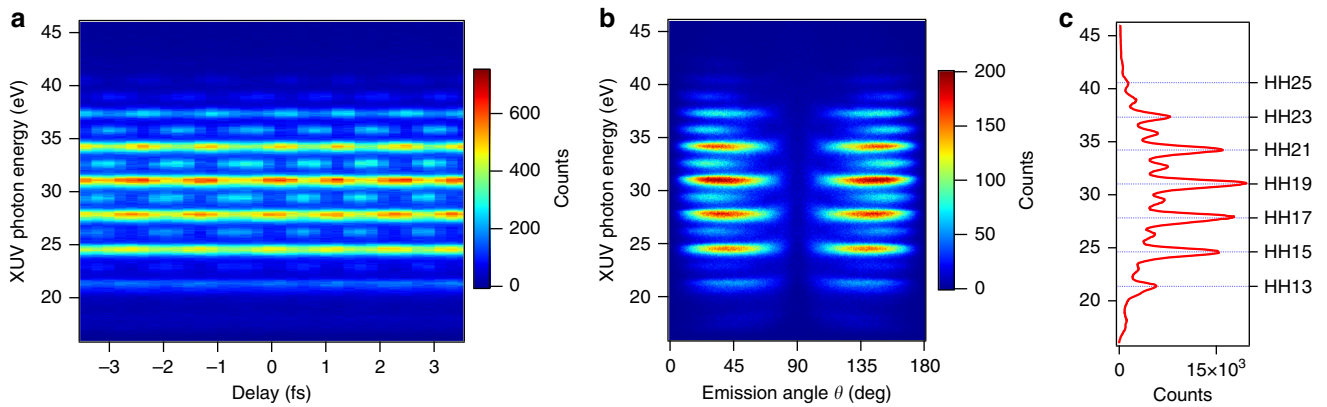 a
XUV photon energy (eV)
45
40
35
30
25
20
−3 −2 −1 0 1 2 3
Delay (fs)
600
400
200
0
Counts
b
XUV photon energy (eV)
45
40
35
30
25
20
0 45 90 135 180
Emission angle θ (deg)
200
150
100
50
0
Counts
c
45
40
35
30
25
20
HH25
HH23
HH21
HH19
HH17
HH15
HH13
0 15×10³
Counts